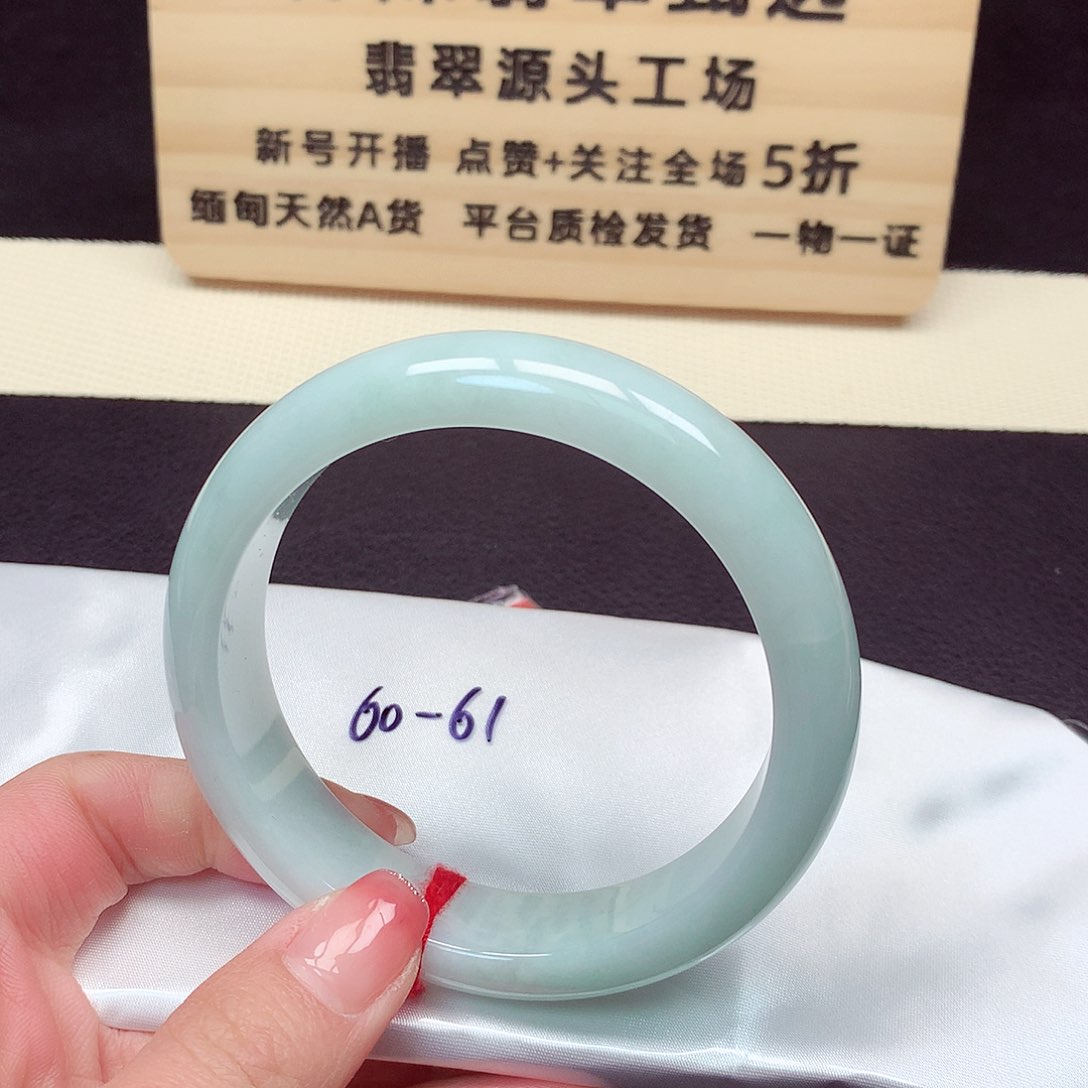 翡翠源头工场
新号开播 点赞+关注全场5折
缅甸天然A货 平台质检发货 一物一证
60-61